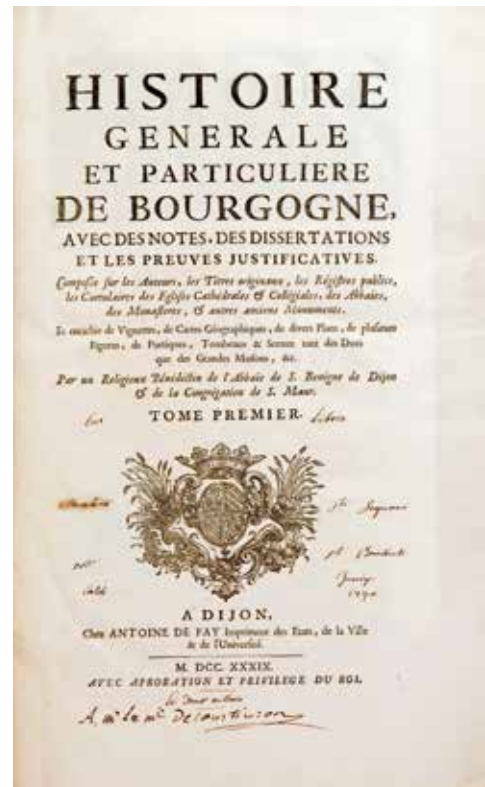 HISTOIRE
GENERALE
ET PARTICULIERE
DE BOURGOGNE,
AVEC DES NOTES, DES DISSERTATIONS
ET LES PREUVES JUSTIFICATIVES.
Composée sur les Auteurs, les Titres originaux, les Régistres publics,
les Cartulaires des Eglises Cathédrales & Collégiales, des Abbaïes,
des Monasteres, & autres anciens Monumens.
Et enrichie de Vignettes, de Cartes Géographiques, de divers Plans, de plusieurs
Figures, de Portiques, Tombeaux & Sceaux tant des Ducs
que des Grandes Maisons, &c.
Par un Religieux Bénédictin de l'Abbaïe de S. Benigne de Dijon
& de la Congrégation de S. Maur.
TOME PREMIER.
A DIJON,
Chez ANTOINE DE FAY Imprimeur des Etats, de la Ville
& de l'Université.
M. DCC. XXXIX.
AVEC APROBATION ET PRIVILEGE DU ROI.